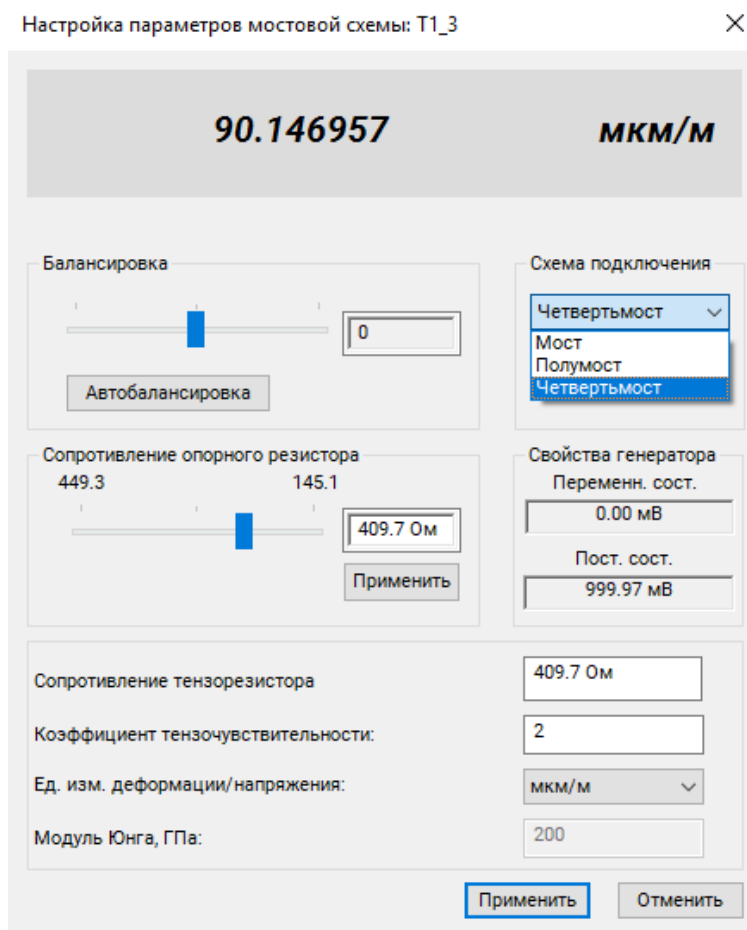 Настройка параметров мостовой схемы: T1_3
90.146957 мкм/м
Балансировка
0
Автобалансировка
Схема подключения
Четвертьмост
Мост
Полумост
Четвертьмост
Сопротивление опорного резистора
449.3 145.1
409.7 Ом
Применить
Свойства генератора
Переменн. сост.
0.00 мВ
Пост. сост.
999.97 мВ
Сопротивление тензорезистора 409.7 Ом
Коэффициент тензочувствительности: 2
Ед. изм. деформации/напряжения: мкм/м
Модуль Юнга, ГПа: 200
Применить Отменить